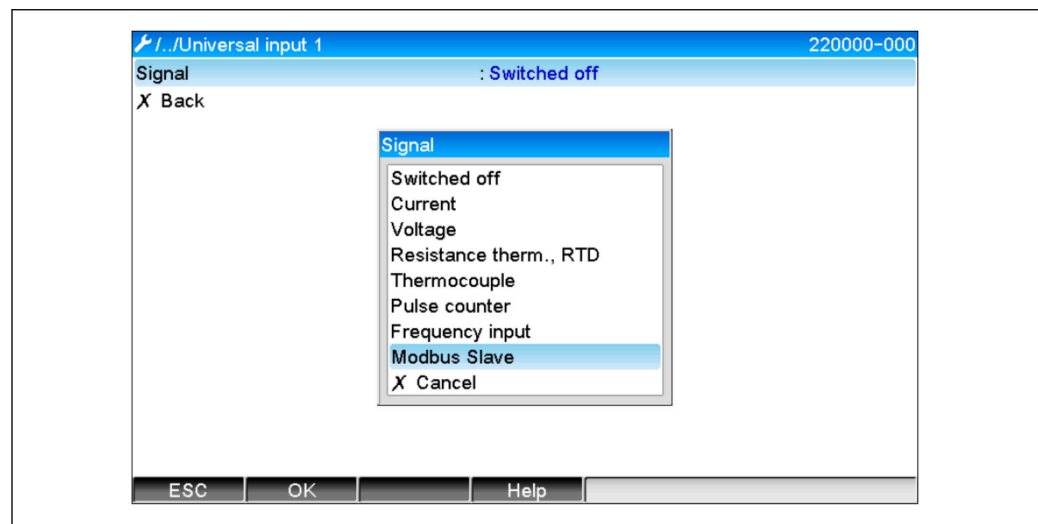 /../Universal input 1 220000-000
Signal : Switched off
X Back
Signal
Switched off
Current
Voltage
Resistance therm., RTD
Thermocouple
Pulse counter
Frequency input
Modbus Slave
X Cancel
ESC OK Help